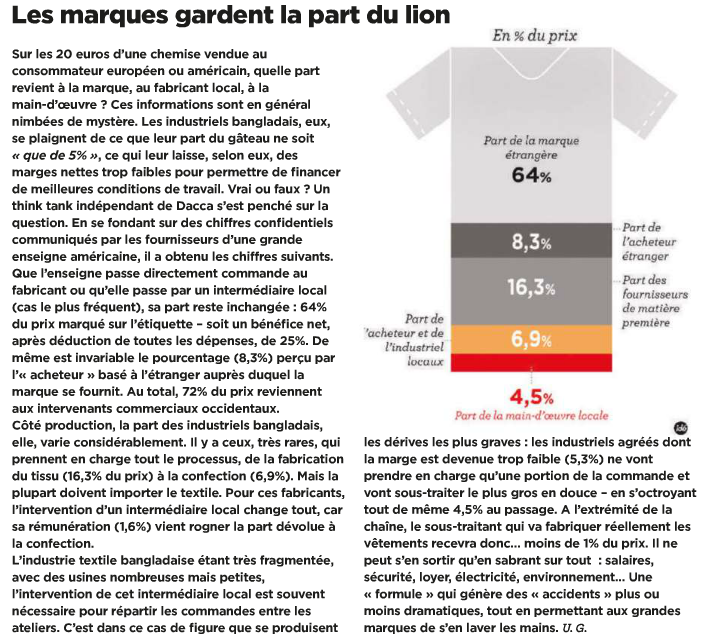 Les marques gardent la part du lion
Sur les 20 euros d’une chemise vendue au
consommateur européen ou américain, quelle part
revient à la marque, au fabricant local, à la
main-d’œuvre ? Ces informations sont en général
nimbées de mystère. Les industriels bangladais, eux,
se plaignent de ce que leur part du gâteau ne soit
« que de 5% », ce qui leur laisse, selon eux, des
marges nettes trop faibles pour permettre de financer
de meilleures conditions de travail. Vrai ou faux ? Un
think tank indépendant de Dacca s’est penché sur la
question. En se fondant sur des chiffres confidentiels
communiqués par les fournisseurs d’une grande
enseigne américaine, il a obtenu les chiffres suivants.
Que l’enseigne passe directement commande au
fabricant ou qu’elle passe par un intermédiaire local
(cas le plus fréquent), sa part reste inchangée : 64%
du prix marqué sur l’étiquette – soit un bénéfice net,
après déduction de toutes les dépenses, de 25%. De
même est invariable le pourcentage (8,3%) perçu par
l’« acheteur » basé à l’étranger auprès duquel la
marque se fournit. Au total, 72% du prix reviennent
aux intervenants commerciaux occidentaux.
Côté production, la part des industriels bangladais,
elle, varie considérablement. Il y a ceux, très rares, qui
prennent en charge tout le processus, de la fabrication
du tissu (16,3% du prix) à la confection (6,9%). Mais la
plupart doivent importer le textile. Pour ces fabricants,
l’intervention d’un intermédiaire local change tout, car
sa rémunération (1,6%) vient rogner la part dévolue à
la confection.
L’industrie textile bangladaise étant très fragmentée,
avec des usines nombreuses mais petites,
l’intervention de cet intermédiaire local est souvent
nécessaire pour répartir les commandes entre les
ateliers. C’est dans ce cas de figure que se produisent
En % du prix
Part de la marque
étrangère
64%
8,3%
Part de
l’acheteur
étranger
16,3%
Part des
fournisseurs
de matière
première
Part de
l’acheteur et de
l’industriel
locaux
6,9%
4,5%
Part de la main-d’œuvre locale
idé
les dérives les plus graves : les industriels agréés dont
la marge est devenue trop faible (5,3%) ne vont
prendre en charge qu’une portion de la commande et
vont sous-traiter le plus gros en douce – en s’octroyant
tout de même 4,5% au passage. A l’extrémité de la
chaîne, le sous-traitant qui va fabriquer réellement les
vêtements recevra donc... moins de 1% du prix. Il ne
peut s’en sortir qu’en sabrant sur tout : salaires,
sécurité, loyer, électricité, environnement... Une
« formule » qui génère des « accidents » plus ou
moins dramatiques, tout en permettant aux grandes
marques de s’en laver les mains. U. G.